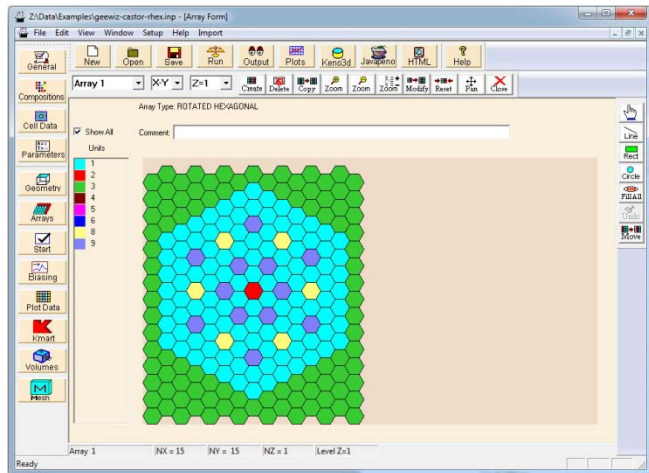 Z:\Data\Examples\geewiz-castor-rhex.inp - [Array Form]
File Edit View Window Setup Help Import
General
New
Open
Save
Run
Output
Plots
Keno3d
Javapeno
HTML
Help
Compositions
Array 1
X-Y
Z=1
Create
Delete
Copy
Zoom
Zoom
Zoom
Modify
Reset
Pan
Close
Array Type: ROTATED HEXAGONAL
Cell Data
Show All
Comment:
Parameters
Units
Line
1
2
3
4
5
6
8
9
Rect
Circle
FillAll
Undo
Move
Geometry
Arrays
Start
Biasing
Plot Data
Kmart
Volumes
Mesh
Array 1
NX = 15
NY = 15
NZ = 1
Level Z=1
Ready